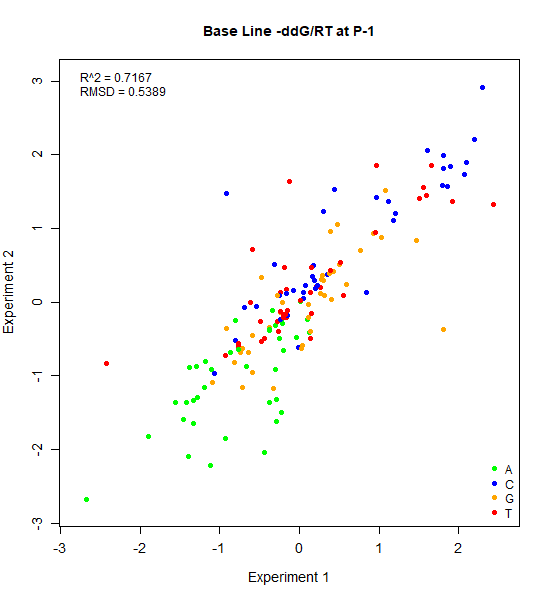 Base Line -ddG/RT at P-1
R^2 = 0.7167
RMSD = 0.5389
3
2
1
0
-1
-2
-3
Experiment 2
A
C
G
T
-3 -2 -1 0 1 2
Experiment 1